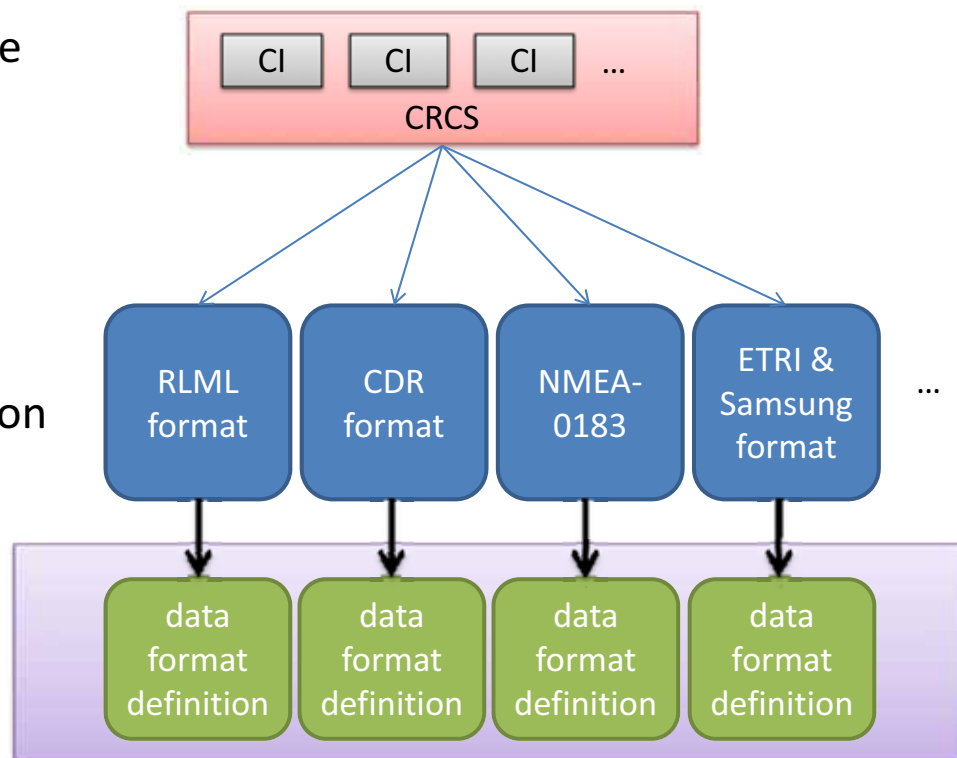 e
CI CI CI ...
CRCS
on
RLML
format
CDR
format
NMEA-
0183
ETRI &
Samsung
format
...
data
format
definition
data
format
definition
data
format
definition
data
format
definition